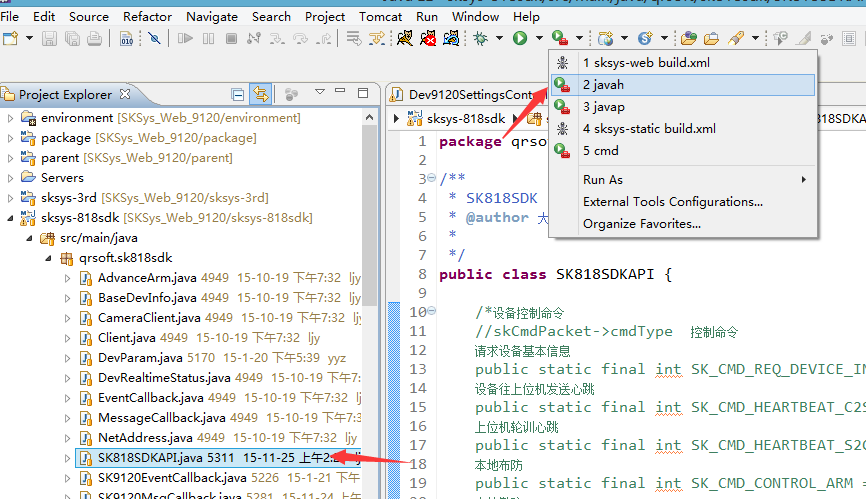 File Edit Source Refactor Navigate Search Project Tomcat Run Window Help
Project Explorer
environment [SKSys_Web_9120/environment]
package [SKSys_Web_9120/package]
parent [SKSys_Web_9120/parent]
Servers
sksys-3rd [SKSys_Web_9120/sksys-3rd]
sksys-818sdk [SKSys_Web_9120/sksys-818sdk]
src/main/java
qrsoft.sk818sdk
AdvanceArm.java 4949 15-10-19 下午7:32 ljy
BaseDevInfo.java 4949 15-10-19 下午7:32 lj
CameraClient.java 4949 15-10-19 下午7:32 l
Client.java 4949 15-10-19 下午7:32 ljy
DevParam.java 5170 15-1-20 下午5:39 yyz
DevRealtimeStatus.java 4949 15-10-19 下午7:
EventCallback.java 4949 15-10-19 下午7:32
MessageCallback.java 4949 15-10-19 下午7:3
NetAddress.java 4949 15-10-19 下午7:32 ljy
SK818SDKAPI.java 5311 15-11-25 上午2:
SK9120EventCallback.java 5226 15-1-21 下午
SK9120MsgCallback.java 5281 15-11-24 上午
Dev9120SettingsCont
sksys-818sdk
818SDKA
1 sksys-web build.xml
2 javah
3 javap
4 sksys-static build.xml
5 cmd
Run As
External Tools Configurations...
Organize Favorites...
1 package qrsof
2
3 /**
4 * SK818SDK
5 * @author 大
6 *
7 */
8 public class SK818SDKAPI {
9
10 /*设备控制命令
11 //skCmdPacket->cmdType 控制命令
12 请求设备基本信息
13 public static final int SK_CMD_REQ_DEVICE_IN
14 设备往上位机发送心跳
15 public static final int SK_CMD_HEARTBEAT_C2S
16 上位机轮训心跳
17 public static final int SK_CMD_HEARTBEAT_S2C
18 本地布防
19 public static final int SK_CMD_CONTROL_ARM